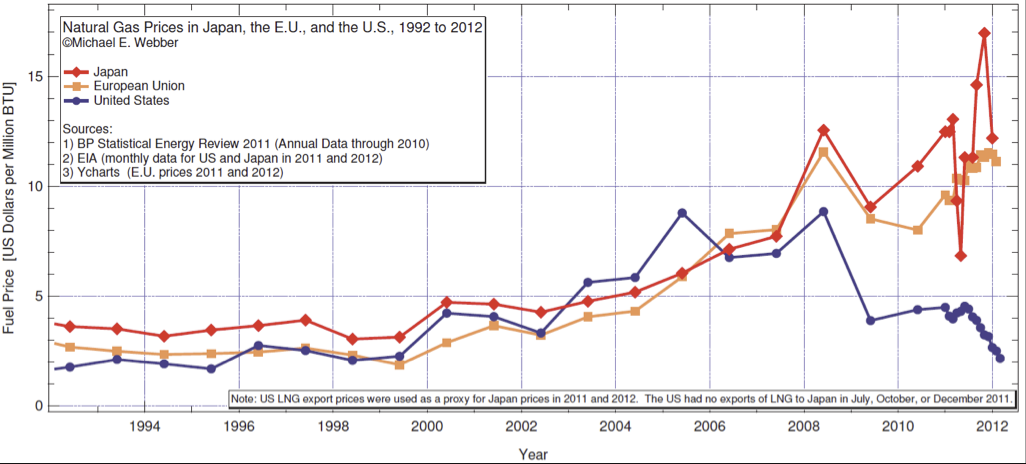 Natural Gas Prices in Japan, the E.U., and the U.S., 1992 to 2012
©Michael E. Webber
Japan
European Union
United States
Sources:
1) BP Statistical Energy Review 2011 (Annual Data through 2010)
2) EIA (monthly data for US and Japan in 2011 and 2012)
3) Ycharts (E.U. prices 2011 and 2012)
Fuel Price [US Dollars per Million BTU]
15
10
5
0
Note: US LNG export prices were used as a proxy for Japan prices in 2011 and 2012. The US had no exports of LNG to Japan in July, October, or December 2011.
1994 1996 1998 2000 2002 2004 2006 2008 2010 2012
Year